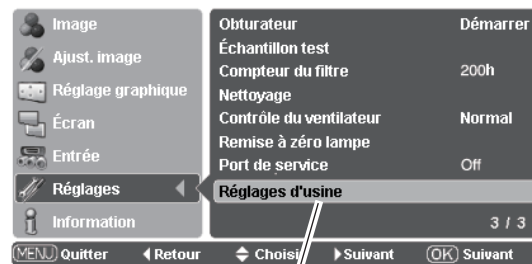 Image
Ajust. image
Réglage graphique
Écran
Entrée
Réglages
Information
Obturateur Démarrer
Échantillon test
Compteur du filtre 200h
Nettoyage
Contrôle du ventilateur Normal
Remise à zéro lampe
Port de service Off
Réglages d'usine
3 / 3
MENU Quitter Retour Choisir Suivant OK Suivant